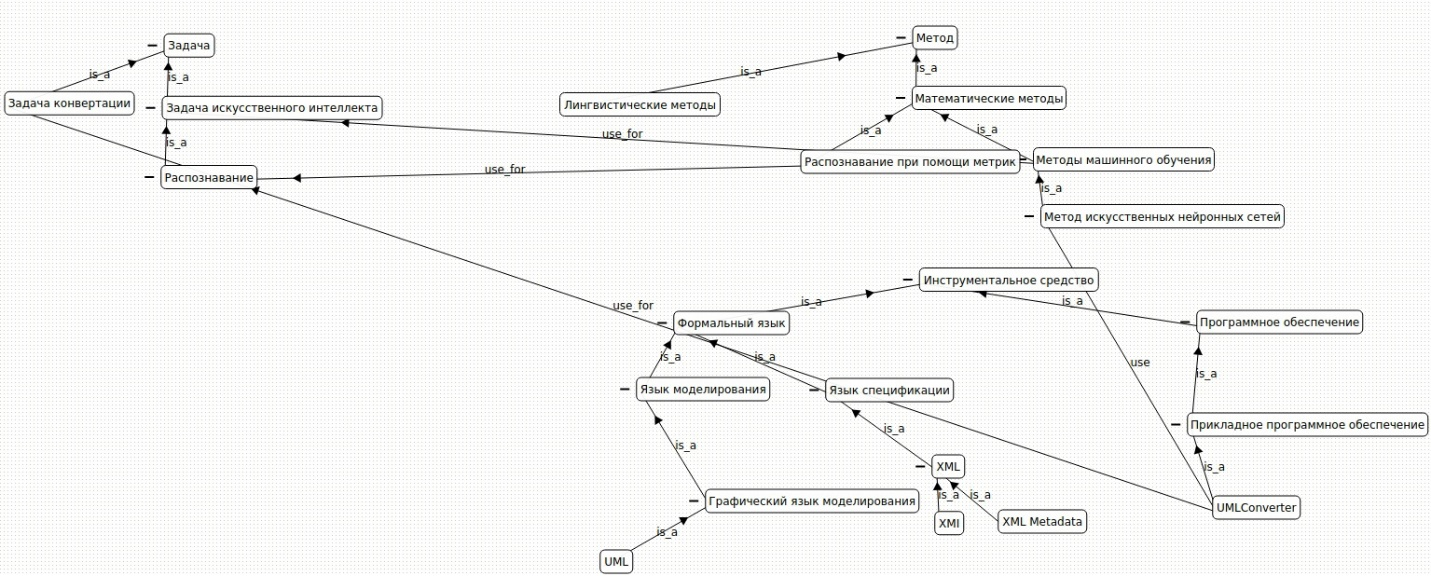 Метод
Задача
is_a
is_a
is_a
is_a
Задача конвертации
Задача искусственного интеллекта
Лингвистические методы
Математические методы
is_a
use_for
is_a
is_a
Распознавание
use_for
Распознавание при помощи метрик
Методы машинного обучения
is_a
Метод искусственных нейронных сетей
Инструментальное средство
use_for
is_a
is_a
Формальный язык
Программное обеспечение
is_a
is_a
use
is_a
Язык моделирования
Язык спецификации
is_a
is_a
Прикладное программное обеспечение
XML
is_a
is_a
is_a
Графический язык моделирования
XMI
XML Metadata
UMLConverter
is_a
UML